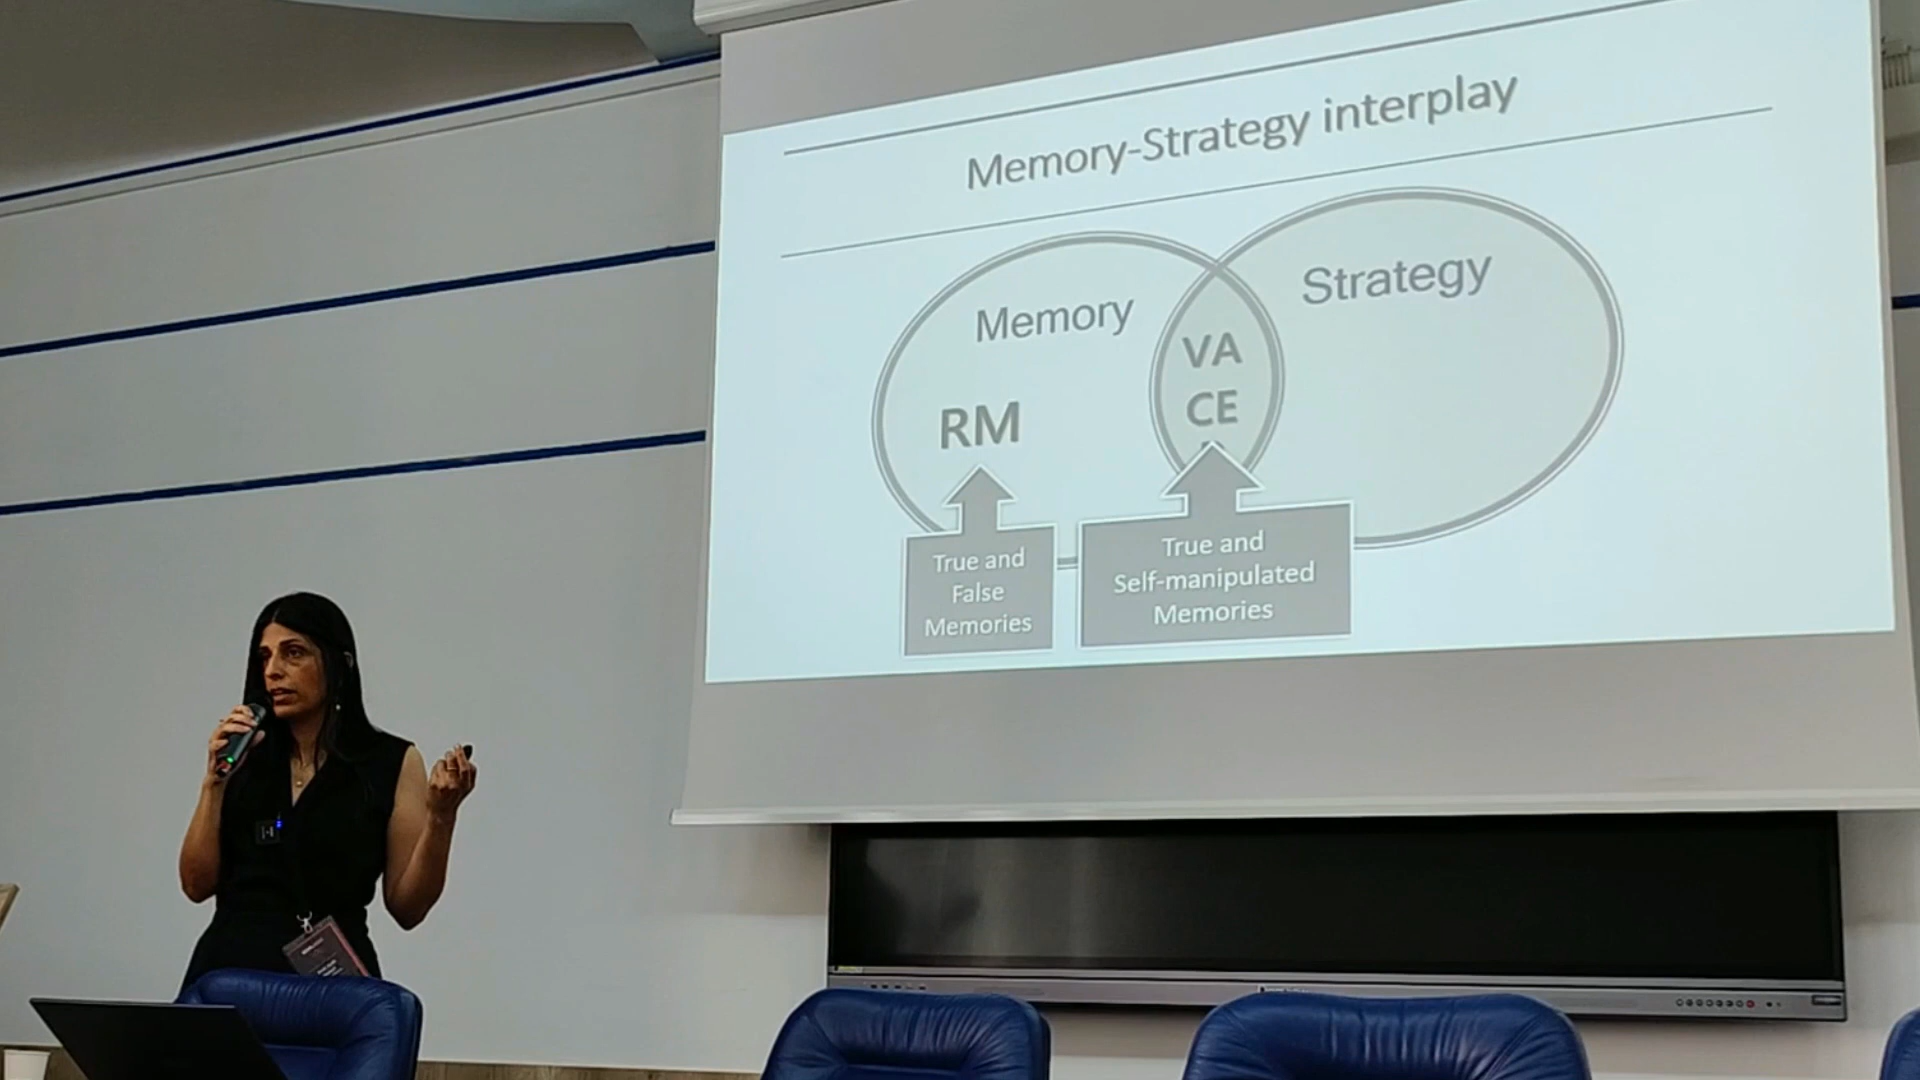 Memory-Strategy interplay
Memory
Strategy
RM
VA
CE
True and
False
Memories
True and
Self-manipulated
Memories